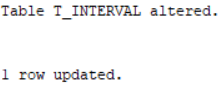 Table T_INTERVAL altered.
1 row updated.